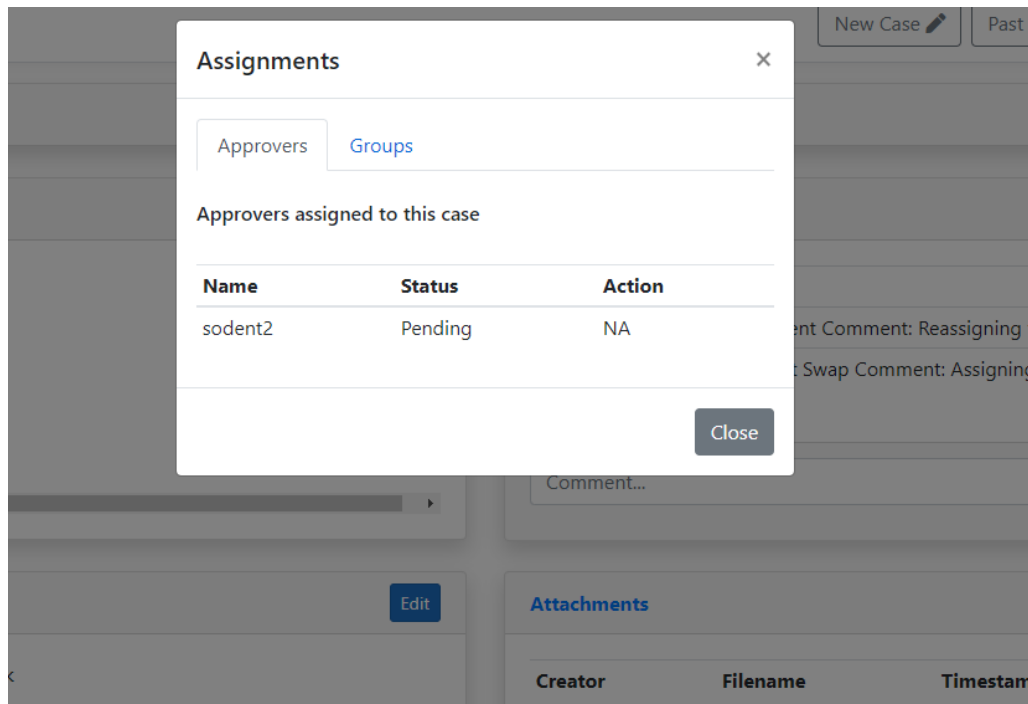 New Case
Past
Assignments
×
Approvers
Groups
Approvers assigned to this case
Name Status Action
sodent2 Pending NA
ent Comment: Reassigning
t Swap Comment: Assigning
Close
Comment...
Edit
Attachments
k
Creator Filename Timestam